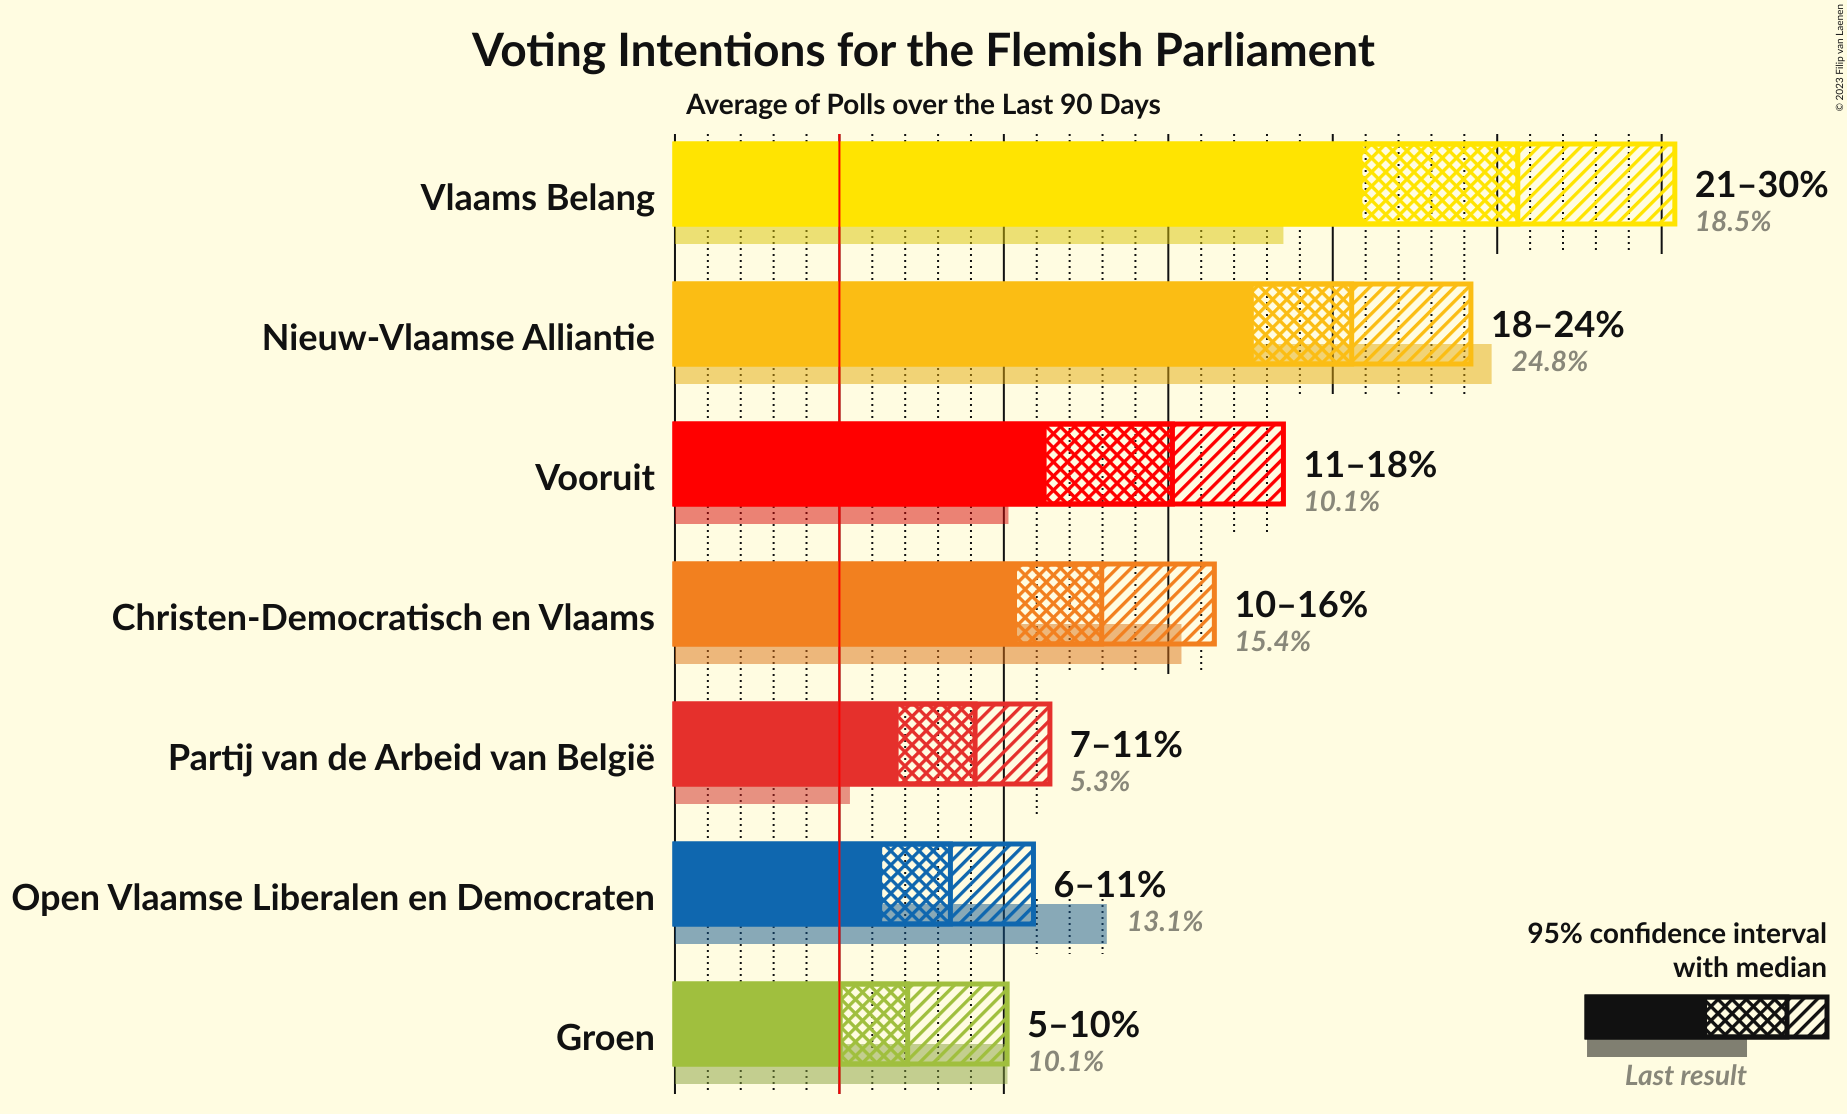 Voting Intentions for the Flemish Parliament
Average of Polls over the Last 90 Days
© 2023 Filip van Laenen
Vlaams Belang
21–30%
18.5%
Nieuw-Vlaamse Alliantie
18–24%
24.8%
Vooruit
11–18%
10.1%
Christen-Democratisch en Vlaams
10–16%
15.4%
Partij van de Arbeid van België
7–11%
5.3%
Open Vlaamse Liberalen en Democraten
6–11%
13.1%
Groen
5–10%
10.1%
95% confidence interval
with median
Last result